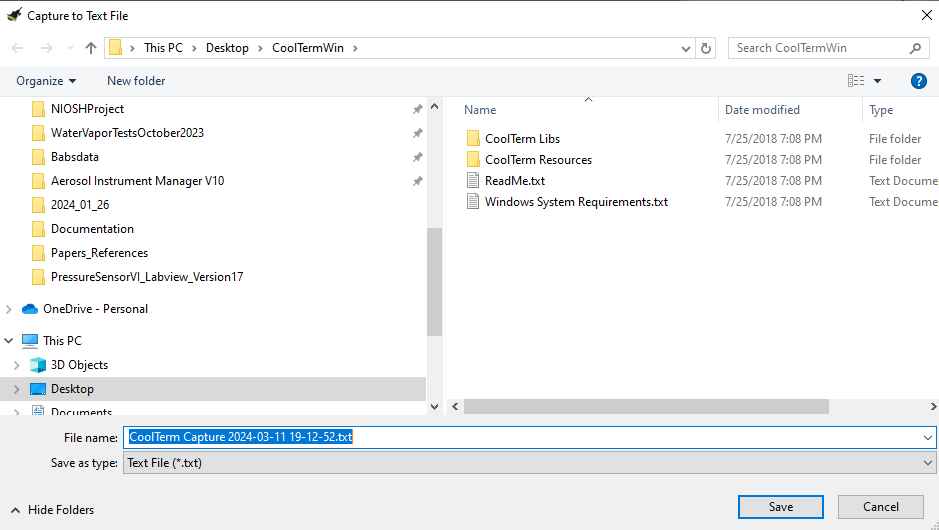 Capture to Text File
This PC > Desktop > CoolTermWin >
Search CoolTermWin
Organize
New folder
?
NIOSHProject
WaterVaporTestsOctober2023
Babsdata
Aerosol Instrument Manager V10
2024_01_26
Documentation
Papers_References
PressureSensorVI_Labview_Version17
OneDrive - Personal
This PC
3D Objects
Desktop
Documents
Name Date modified Type
CoolTerm Libs 7/25/2018 7:08 PM File folder
CoolTerm Resources 7/25/2018 7:08 PM File folder
ReadMe.txt 7/25/2018 7:08 PM Text Docume
Windows System Requirements.txt 7/25/2018 7:08 PM Text Docume
File name: CoolTerm Capture 2024-03-11 19-12-52.txt
Save as type: Text File (*.txt)
Hide Folders
Save
Cancel